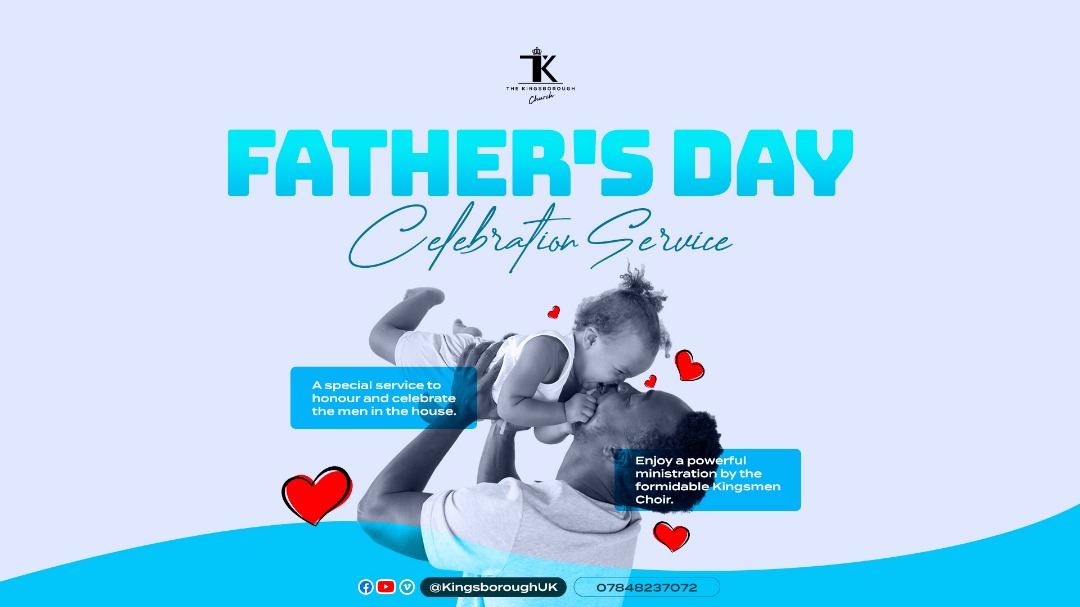 TK
THE KINGSBOROUGH
Church
FATHER'S DAY
Celebration Service
A special service to
honour and celebrate
the men in the house.
Enjoy a powerful
ministration by the
formidable Kingsmen
Choir.
@KingsboroughUK
07848237072